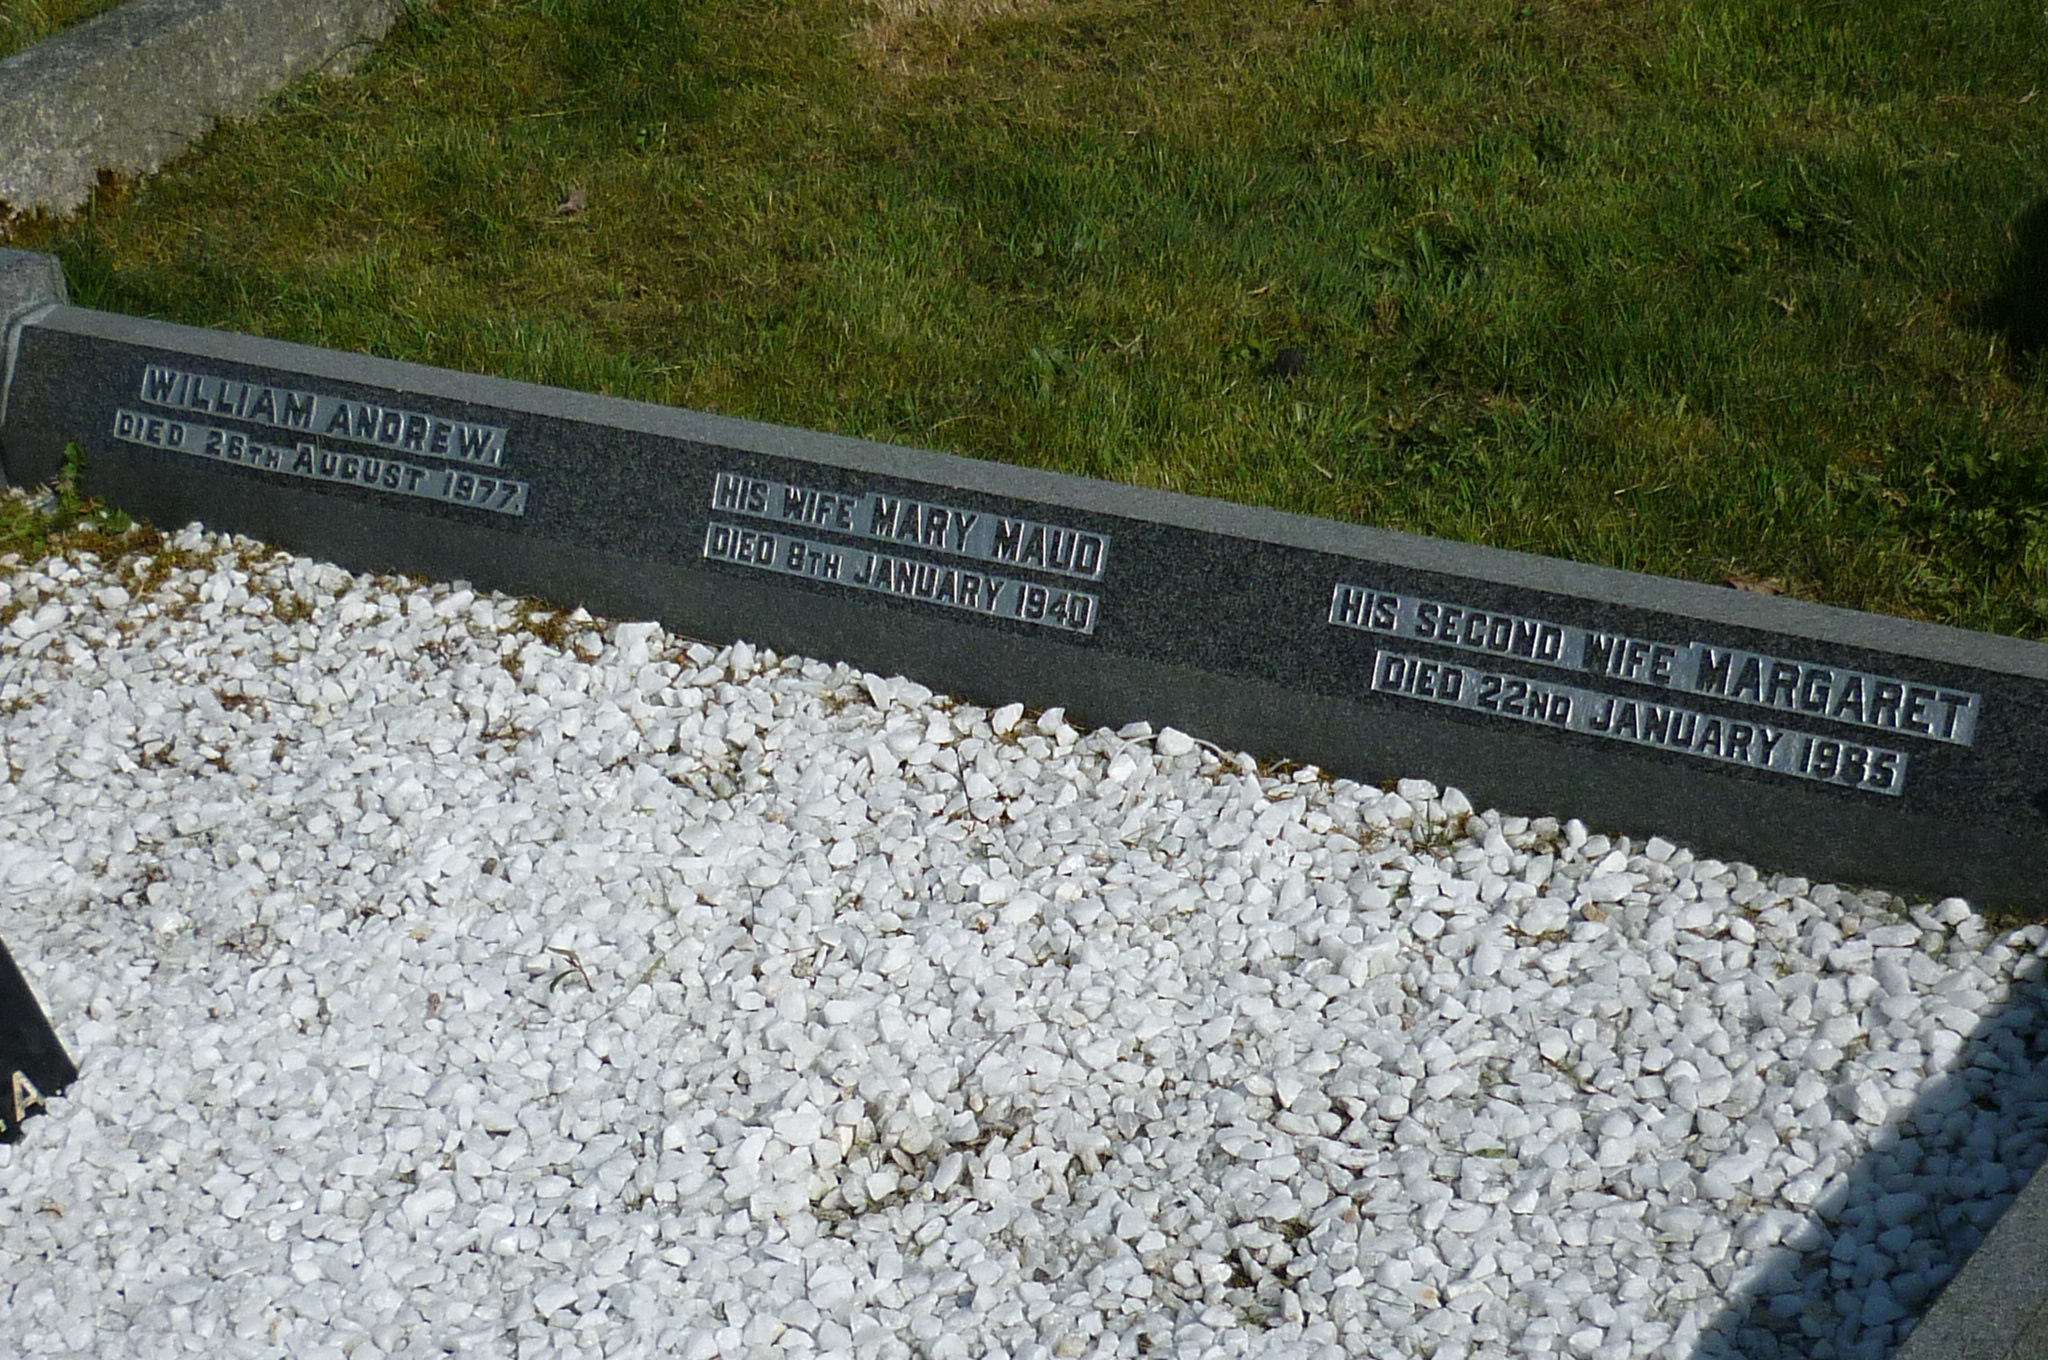 WILLIAM ANDREW,
DIED 26TH AUGUST 1977.
HIS WIFE MARY MAUD
DIED 8TH JANUARY 1940
HIS SECOND WIFE MARGARET
DIED 22ND JANUARY 1985
A.